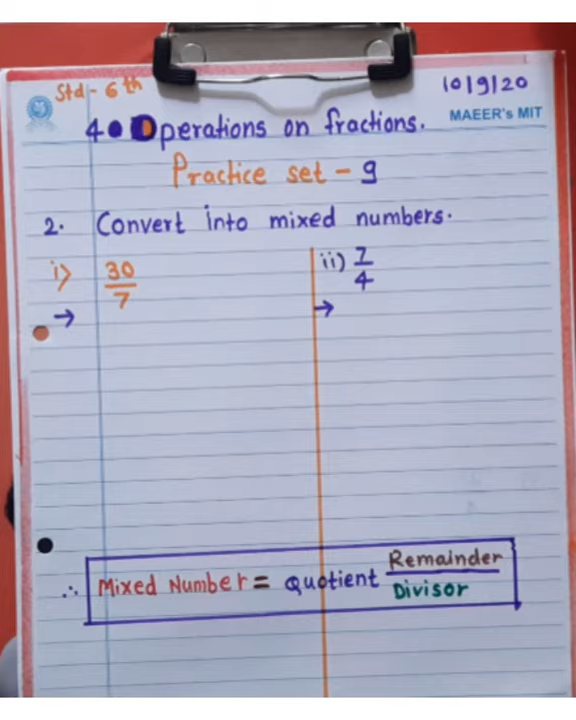 Std - 6th
10/9/20
MAEER's MIT
4. Operations on fractions.
Practice set - 9
2. Convert into mixed numbers.
i) 30/7
→
ii) 7/4
→
∴ Mixed Number = Quotient Remainder/Divisor